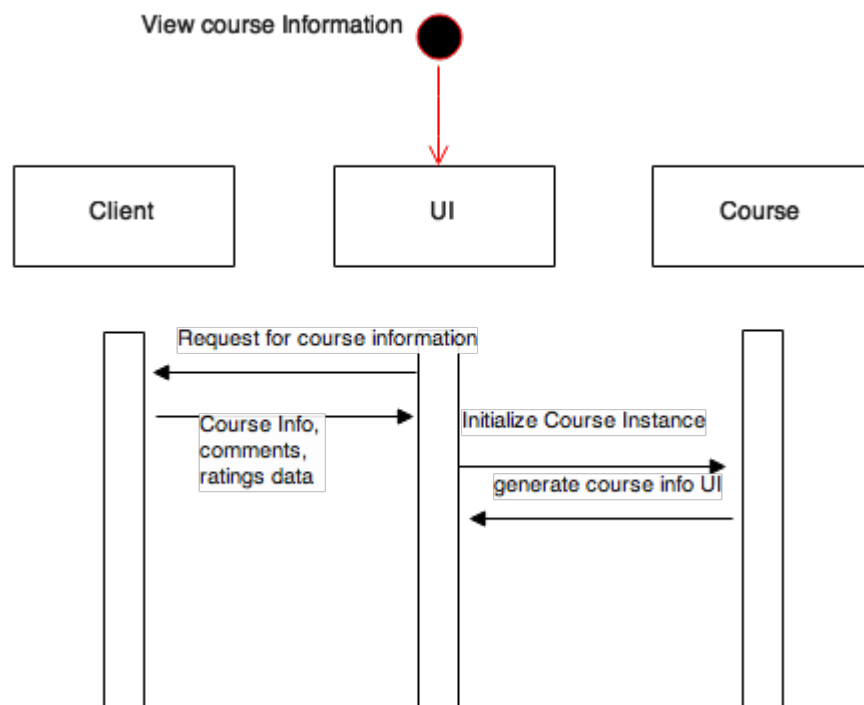 View course Information
Client
UI
Course
Request for course information
Course Info,
comments,
ratings data
Initialize Course Instance
generate course info UI